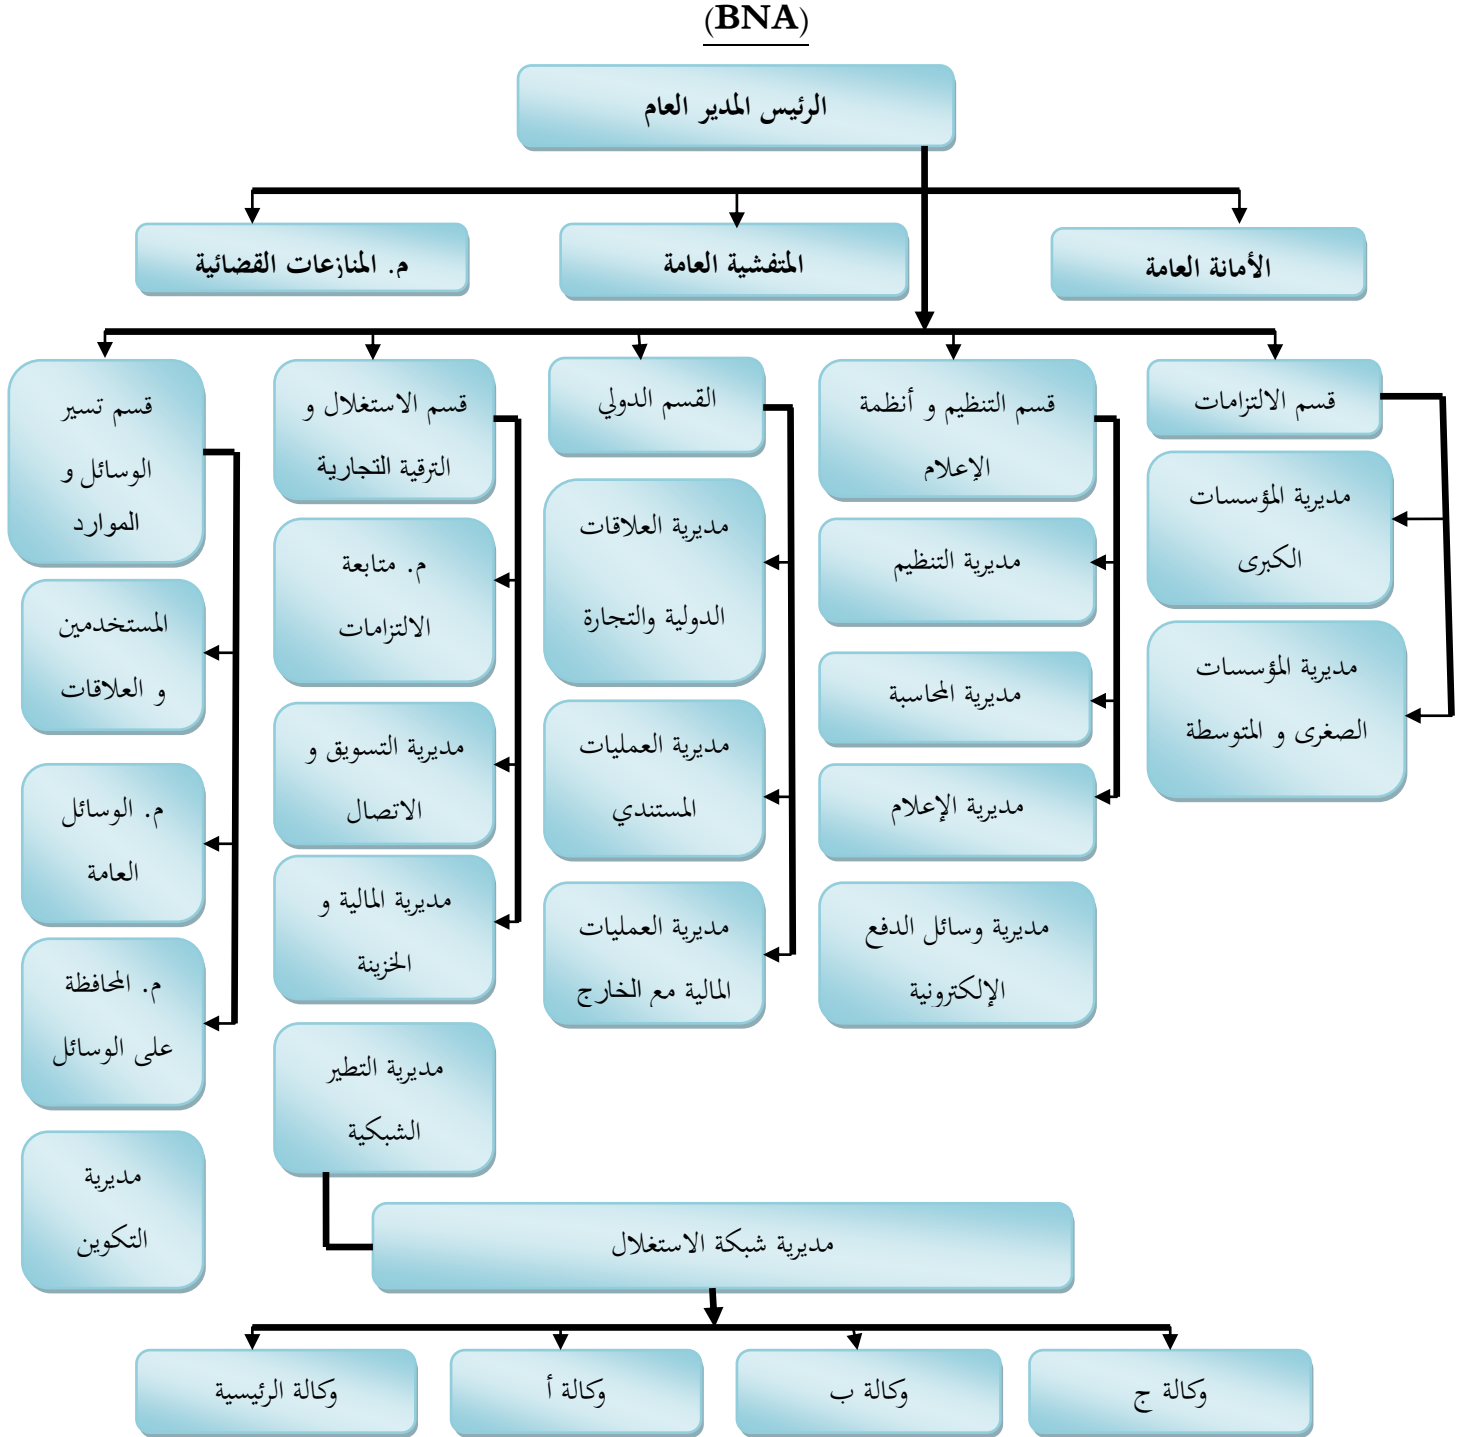 (BNA)
الرئيس المدير العام
الأمانة العامة
المتفشية العامة
م. المنازعات القضائية
قسم الالتزامات
مديرية المؤسسات
الكبرى
مديرية المؤسسات
الصغرى و المتوسطة
قسم التنظيم و أنظمة
الإعلام
مديرية التنظيم
مديرية المحاسبة
مديرية الإعلام
مديرية وسائل الدفع
الإلكترونية
القسم الدولي
مديرية العلاقات
الدولية والتجارة
مديرية العمليات
المستندي
مديرية العمليات
المالية مع الخارج
قسم الاستغلال و
الترقية التجارية
م. متابعة
الالتزامات
مديرية التسويق و
الاتصال
مديرية المالية و
الخزينة
مديرية التطير
الشبكية
قسم تسير
الوسائل و
الموارد
المستخدمين
و العلاقات
م. الوسائل
العامة
م. المحافظة
على الوسائل
مديرية
التكوين
مديرية شبكة الاستغلال
وكالة ج
وكالة ب
وكالة أ
وكالة الرئيسية